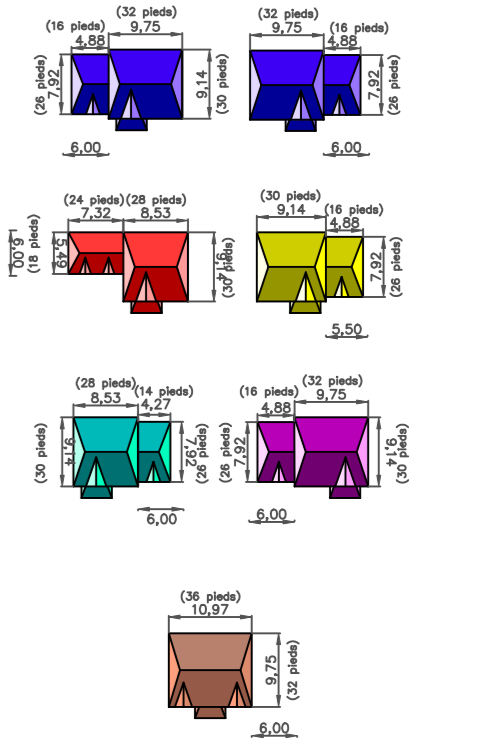 (32 pieds)
(16 pieds) 9,75
4,88
(26 pieds)
7,92
9,14
(30 pieds)
6,00
(32 pieds)
9,75 (16 pieds)
4,88
7,92
(26 pieds)
6,00
(24 pieds) (28 pieds)
7,32 8,53
6,00
(18 pieds)
5,49
9,14
(30 pieds)
(30 pieds)
9,14 (16 pieds)
4,88
7,92
(26 pieds)
5,50
(28 pieds)
8,53 (14 pieds)
4,27
(30 pieds)
9,14
7,92
(26 pieds)
6,00
(32 pieds)
(16 pieds) 9,75
4,88
(26 pieds)
7,92
9,14
(30 pieds)
6,00
(36 pieds)
10,97
9,75
(32 pieds)
6,00